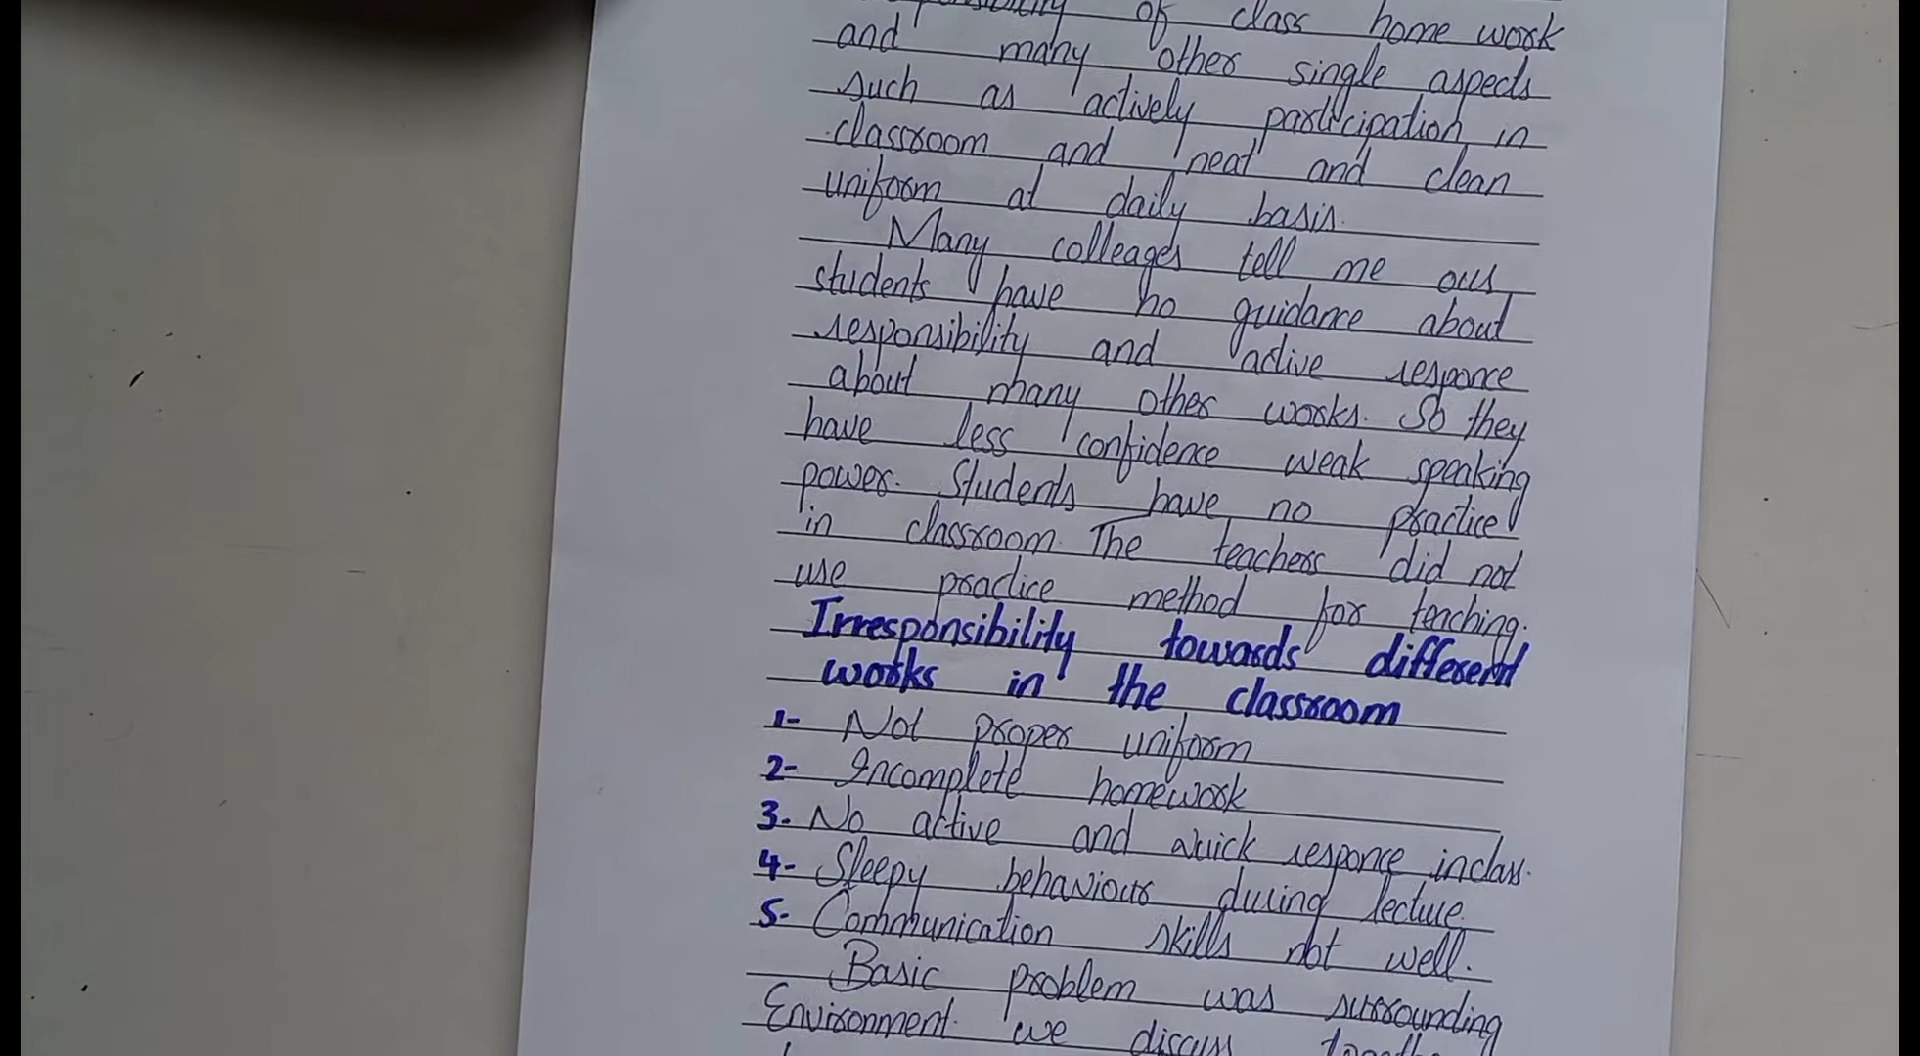 of class home work
and many other single aspects
such as actively participation in
classroom and neat and clean
uniform at daily basis.
Many colleages tell me our
students have no guidance about
responsibility and active responce
about many other works. So they
have less confidence weak speaking
power. Students have no practice
in classroom. The teachers did not
use practice method for teaching.
Irresponsibility towards different
works in the classroom
1- Not proper uniform
2- Incomplete homework
3- No active and quick responce in class.
4- Sleepy behaviour during lecture.
5- Communication skills not well.
Basic problem was surrounding
Environment. we discuss